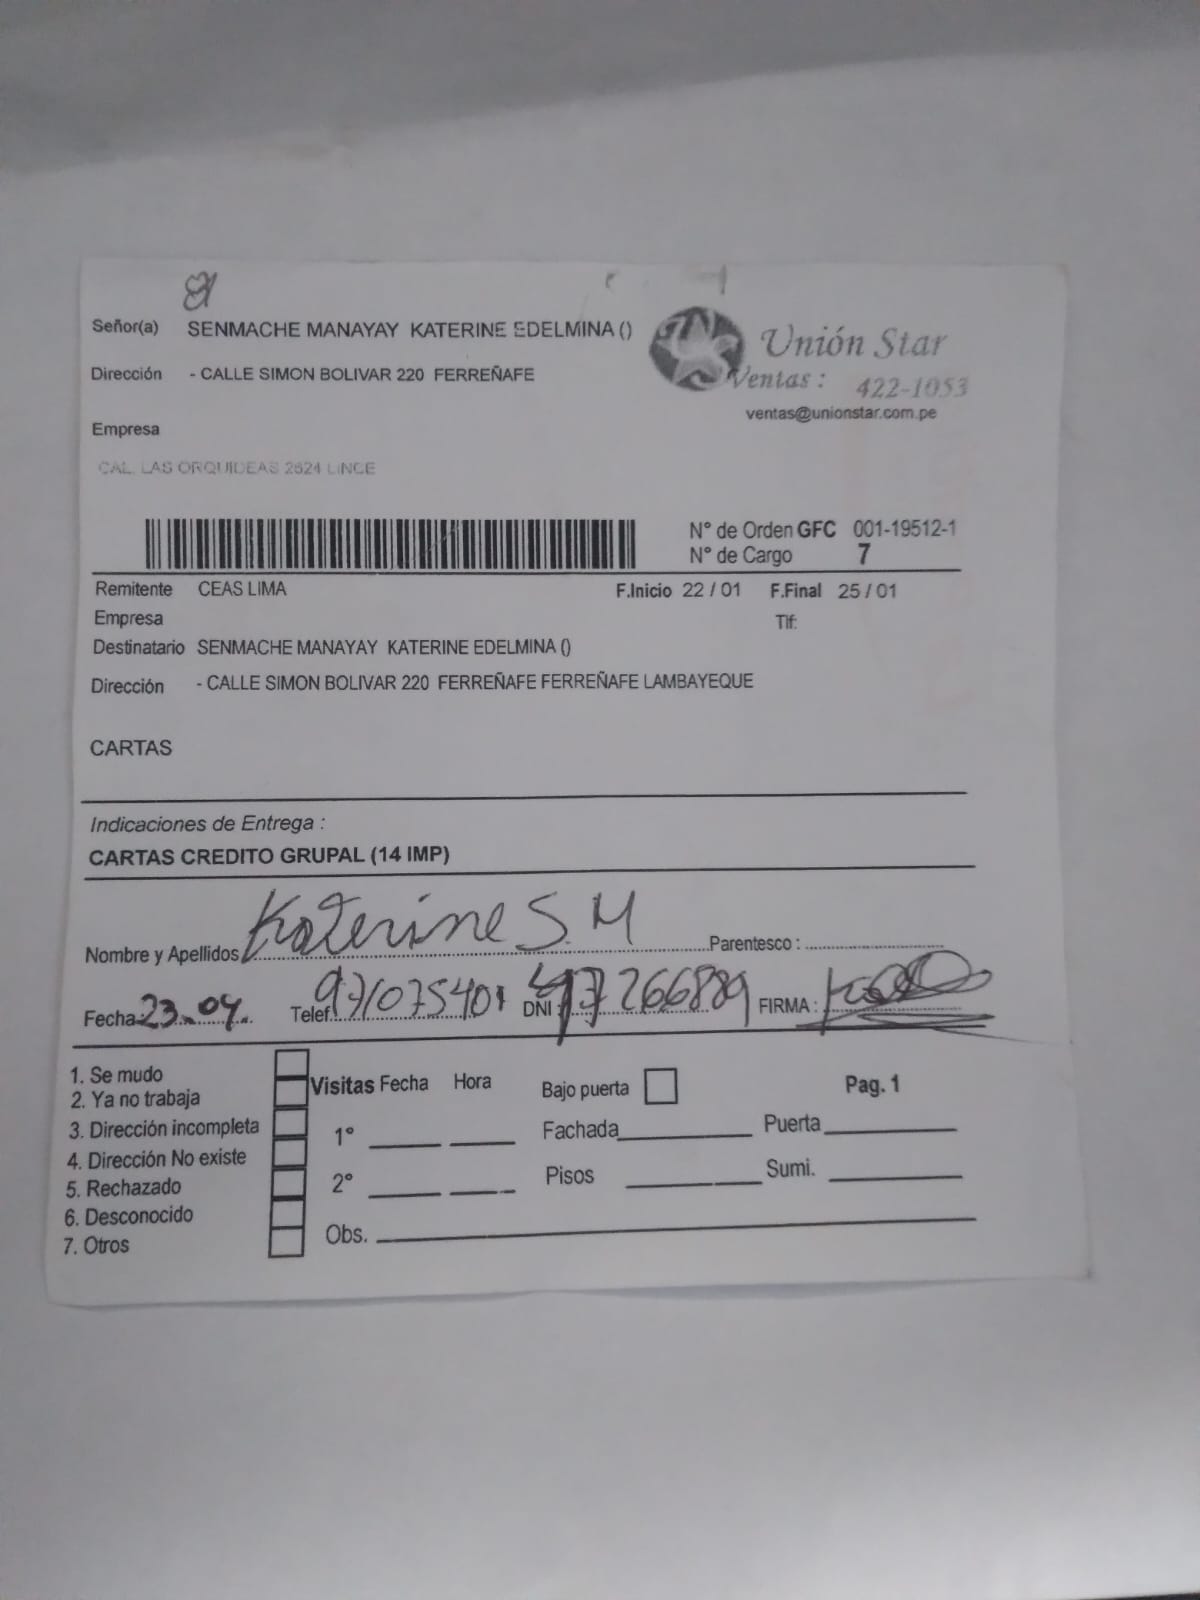 Señor(a) SENMACHE MANAYAY KATERINE EDELMINA ()
Dirección - CALLE SIMON BOLIVAR 220 FERREÑAFE
Unión Star
Ventas : 422-1053
ventas@unionstar.com.pe
Empresa
CAL. LAS ORQUIDEAS 2624 LINCE
N° de Orden GFC 001-19512-1
N° de Cargo 7
Remitente CEAS LIMA F.Inicio 22 / 01 F.Final 25 / 01
Empresa Tlf:
Destinatario SENMACHE MANAYAY KATERINE EDELMINA ()
Dirección - CALLE SIMON BOLIVAR 220 FERREÑAFE FERREÑAFE LAMBAYEQUE
CARTAS
Indicaciones de Entrega :
CARTAS CREDITO GRUPAL (14 IMP)
Nombre y Apellidos Katerine S. M Parentesco :
Fecha: 23.04. Telef. 971075401 DNI : 47266889 FIRMA :
1. Se mudo
2. Ya no trabaja
3. Dirección incompleta
4. Dirección No existe
5. Rechazado
6. Desconocido
7. Otros
Visitas Fecha Hora
1°
2°
Obs.
Bajo puerta Pag. 1
Fachada Puerta
Pisos Sumi.